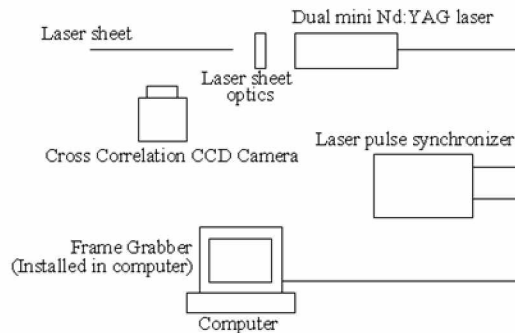 Dual mini Nd:YAG laser
Laser sheet
Laser sheet
optics
Cross Correlation CCD Camera
Laser pulse synchronizer
Frame Grabber
(Installed in computer)
Computer